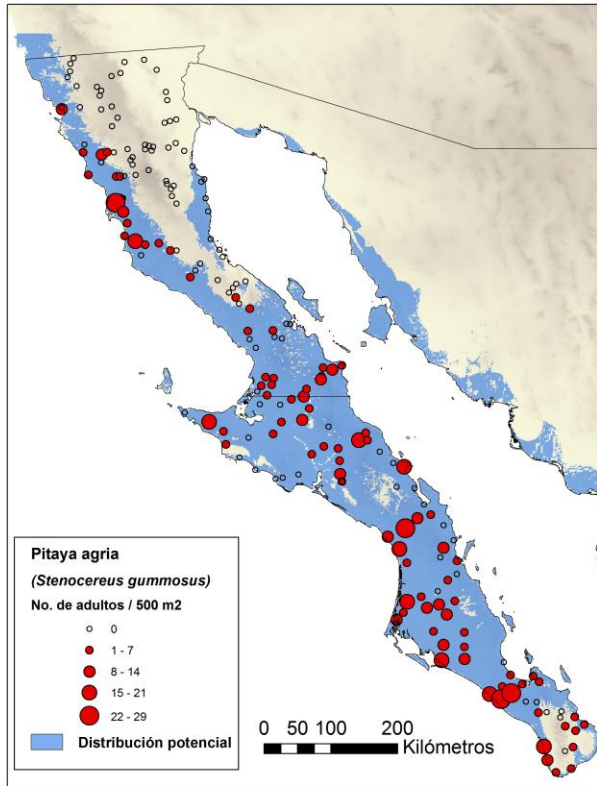 Pitaya agria
(Stenocereus gummosus)
No. de adultos / 500 m2
0
1 - 7
8 - 14
15 - 21
22 - 29
Distribución potencial
0 50 100 200
Kilómetros